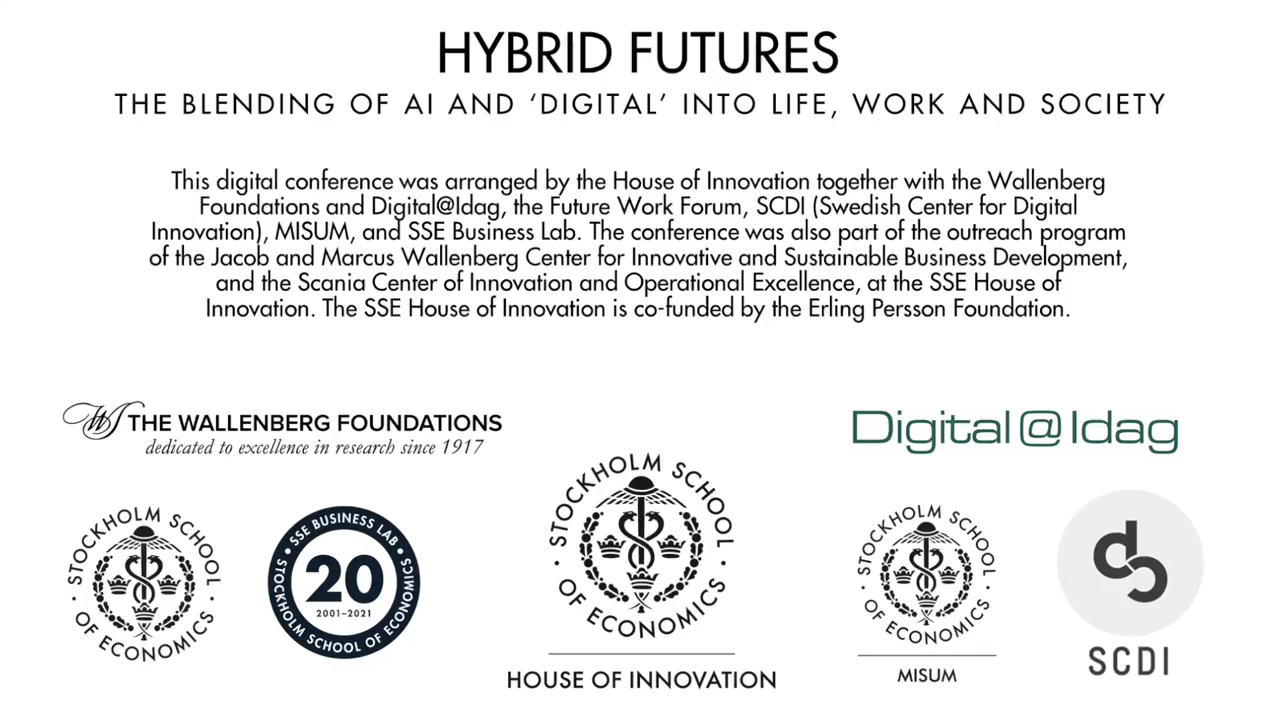 HYBRID FUTURES
THE BLENDING OF AI AND ‘DIGITAL’ INTO LIFE, WORK AND SOCIETY
This digital conference was arranged by the House of Innovation together with the Wallenberg
Foundations and Digital@Idag, the Future Work Forum, SCDI (Swedish Center for Digital
Innovation), MISUM, and SSE Business Lab. The conference was also part of the outreach program
of the Jacob and Marcus Wallenberg Center for Innovative and Sustainable Business Development,
and the Scania Center of Innovation and Operational Excellence, at the SSE House of
Innovation. The SSE House of Innovation is co-funded by the Erling Persson Foundation.
THE WALLENBERG FOUNDATIONS
dedicated to excellence in research since 1917
Digital@Idag
STOCKHOLM SCHOOL
· OF ECONOMICS ·
• SSE BUSINESS LAB •
20
2001–2021
STOCKHOLM SCHOOL OF ECONOMICS
STOCKHOLM SCHOOL
· OF ECONOMICS ·
HOUSE OF INNOVATION
STOCKHOLM SCHOOL
· OF ECONOMICS ·
MISUM
SCDI